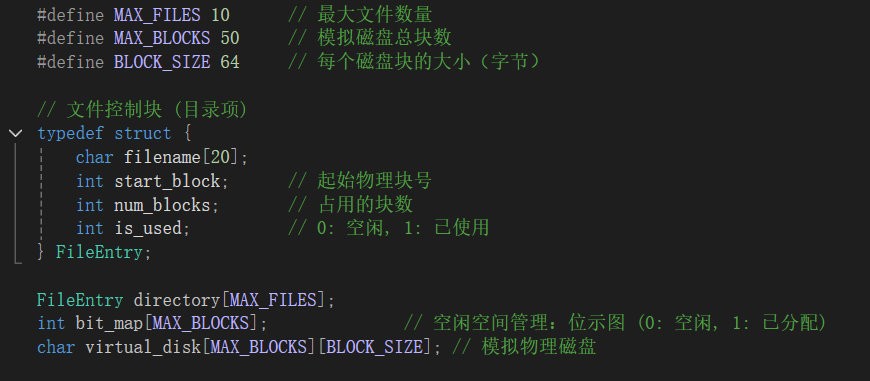 #define MAX_FILES 10      // 最大文件数量
#define MAX_BLOCKS 50     // 模拟磁盘总块数
#define BLOCK_SIZE 64     // 每个磁盘块的大小（字节）
// 文件控制块 (目录项)
typedef struct {
    char filename[20];
    int start_block;      // 起始物理块号
    int num_blocks;       // 占用的块数
    int is_used;          // 0: 空闲, 1: 已使用
} FileEntry;
FileEntry directory[MAX_FILES];
int bit_map[MAX_BLOCKS];              // 空闲空间管理：位示图 (0: 空闲, 1: 已分配)
char virtual_disk[MAX_BLOCKS][BLOCK_SIZE]; // 模拟物理磁盘